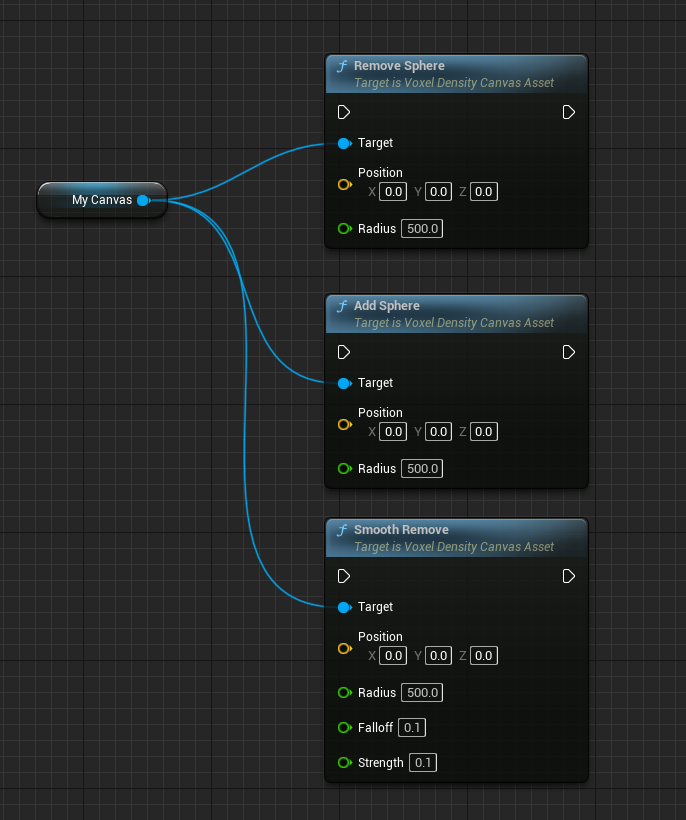 My Canvas
Remove Sphere
Target is Voxel Density Canvas Asset
Target
Position
X 0.0 Y 0.0 Z 0.0
Radius 500.0
Add Sphere
Target is Voxel Density Canvas Asset
Target
Position
X 0.0 Y 0.0 Z 0.0
Radius 500.0
Smooth Remove
Target is Voxel Density Canvas Asset
Target
Position
X 0.0 Y 0.0 Z 0.0
Radius 500.0
Falloff 0.1
Strength 0.1